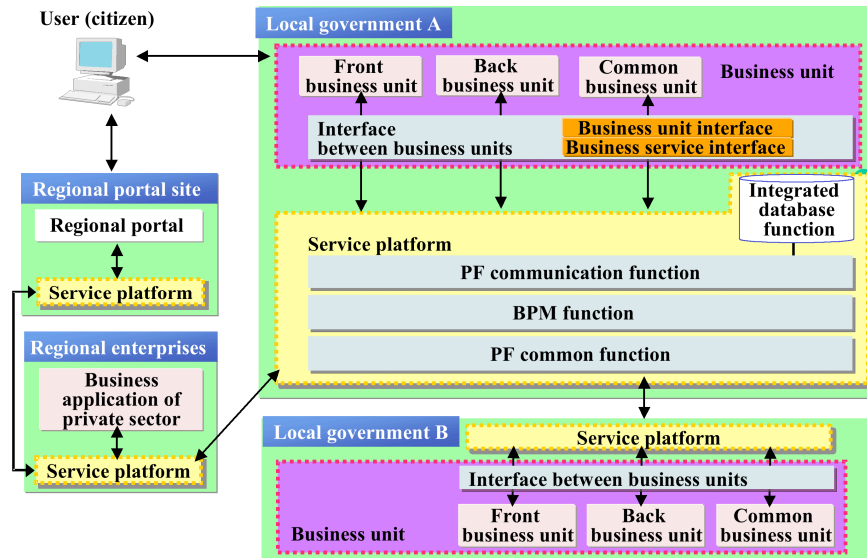 User (citizen)
Local government A
Front
business unit
Back
business unit
Common
business unit
Business unit
Interface
between business units
Business unit interface
Business service interface
Regional portal site
Regional portal
Service platform
Integrated
database
function
Service platform
PF communication function
BPM function
PF common function
Regional enterprises
Business
application of
private sector
Service platform
Local government B
Service platform
Interface between business units
Business unit
Front
business unit
Back
business unit
Common
business unit